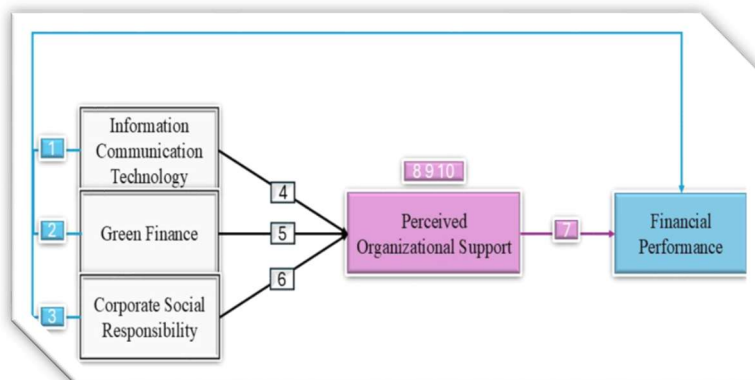 1
Information
Communication
Technology
2
Green Finance
3
Corporate Social
Responsibility
4
5
6
8 9 10
Perceived
Organizational Support
7
Financial
Performance